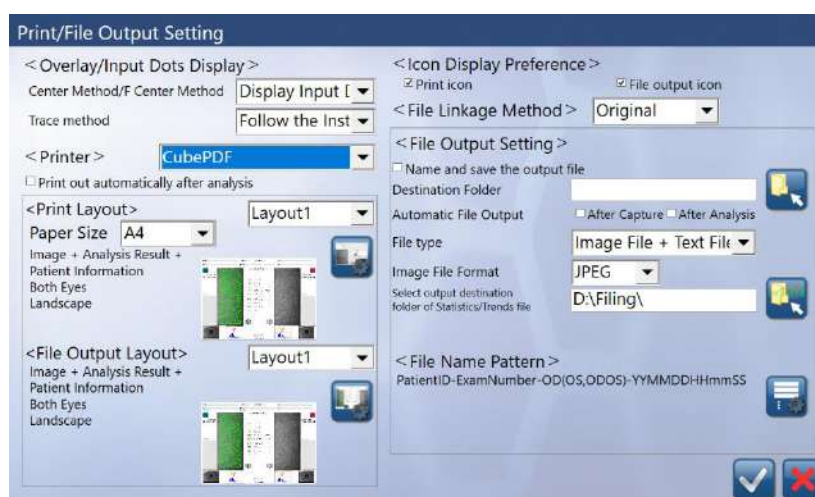 Print/File Output Setting
<Overlay/Input Dots Display>
Center Method/F Center Method Display Input [
Trace method Follow the Inst
<Printer> CubePDF
Print out automatically after analysis
<Print Layout> Layout1
Paper Size A4
Image + Analysis Result +
Patient Information
Both Eyes
Landscape
<File Output Layout> Layout1
Image + Analysis Result +
Patient Information
Both Eyes
Landscape
<Icon Display Preference>
Print icon File output icon
<File Linkage Method> Original
<File Output Setting>
Name and save the output file
Destination Folder
Automatic File Output After Capture After Analysis
File type Image File + Text File
Image File Format JPEG
Select output destination
folder of Statistics/Trends file D:\Filing\
<File Name Pattern>
PatientID-ExamNumber-OD(OS,ODOS)-YYMMDDHHmmSS